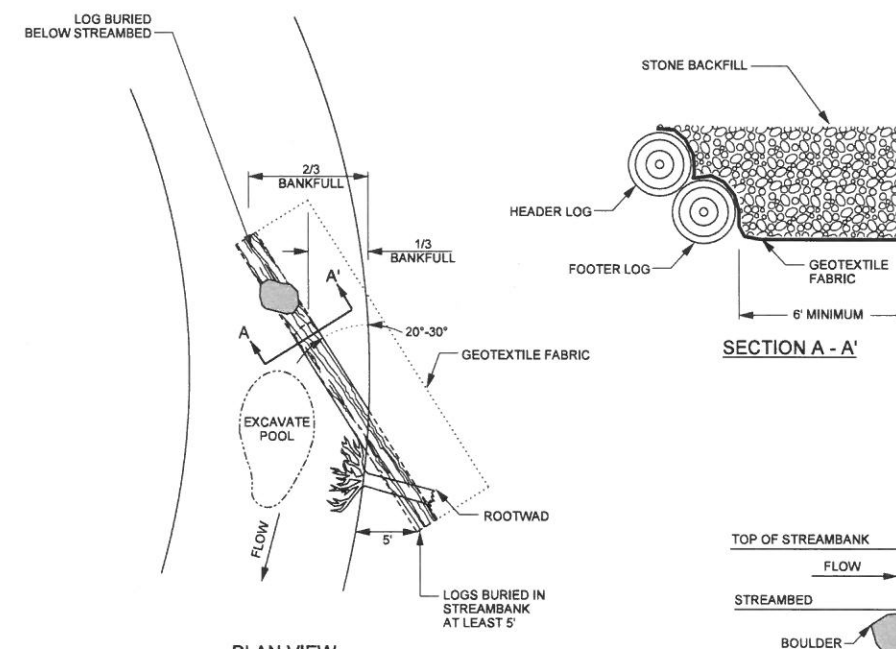 LOG BURIED
BELOW STREAMBED
2/3
BANKFULL
1/3
BANKFULL
A'
A
20°-30°
GEOTEXTILE FABRIC
EXCAVATE
POOL
FLOW
ROOTWAD
5'
LOGS BURIED IN
STREAMBANK
AT LEAST 5'
PLAN VIEW
STONE BACKFILL
HEADER LOG
FOOTER LOG
GEOTEXTILE
FABRIC
6' MINIMUM
SECTION A - A'
TOP OF STREAMBANK
FLOW
STREAMBED
BOULDER